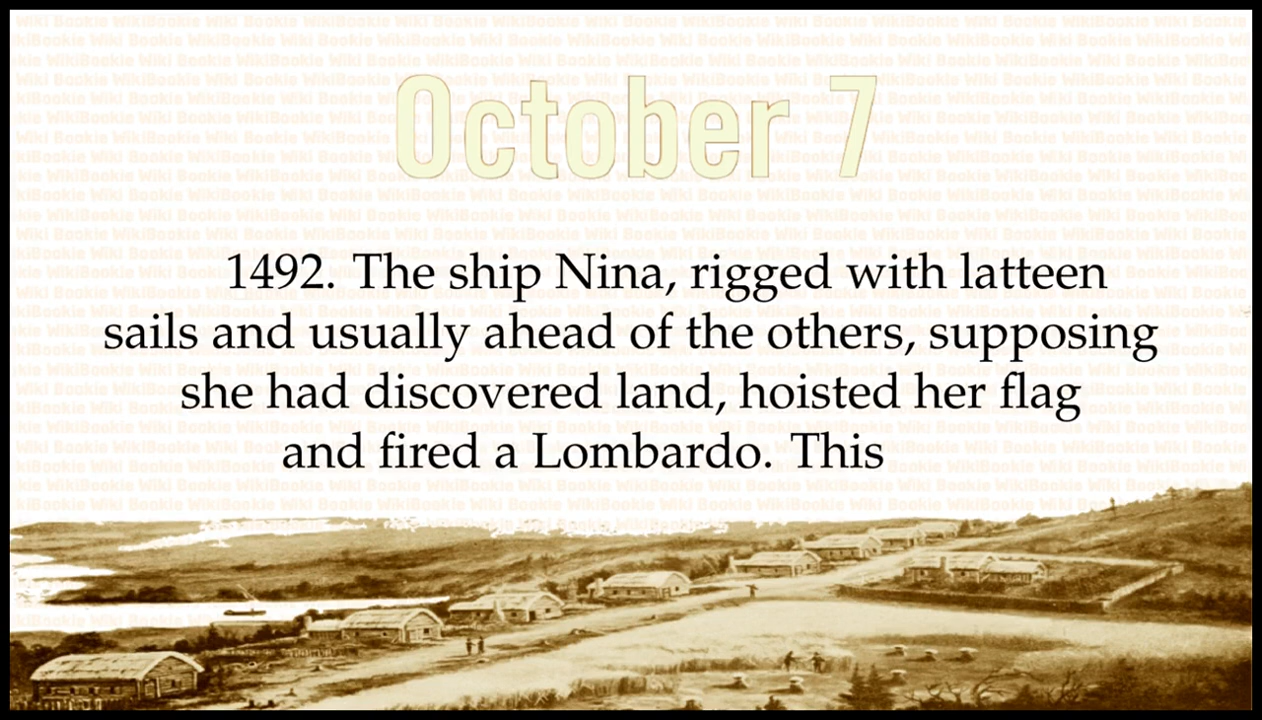 October 7
1492. The ship Nina, rigged with latteen
sails and usually ahead of the others, supposing
she had discovered land, hoisted her flag
and fired a Lombardo. This